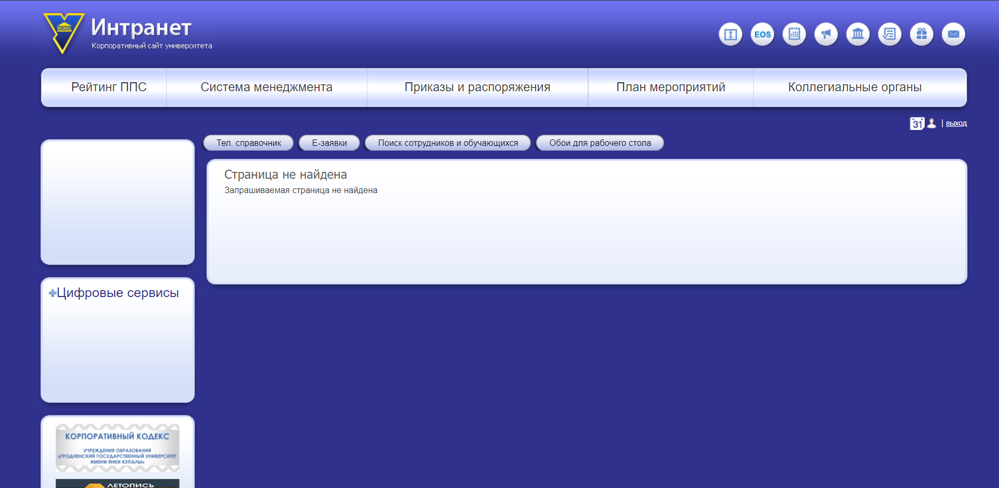 MCMXL
Интранет
Корпоративный сайт университета
EOS
Рейтинг ППС
Система менеджмента
Приказы и распоряжения
План мероприятий
Коллегиальные органы
31
| выход
Тел. справочник
Е-заявки
Поиск сотрудников и обучающихся
Обои для рабочего стола
Страница не найдена
Запрашиваемая страница не найдена
Цифровые сервисы
КОРПОРАТИВНЫЙ КОДЕКС
УЧРЕЖДЕНИЯ ОБРАЗОВАНИЯ
«ГРОДНЕНСКИЙ ГОСУДАРСТВЕННЫЙ УНИВЕРСИТЕТ
ИМЕНИ ЯНКИ КУПАЛЫ»
ЛЕТОПИСЬ